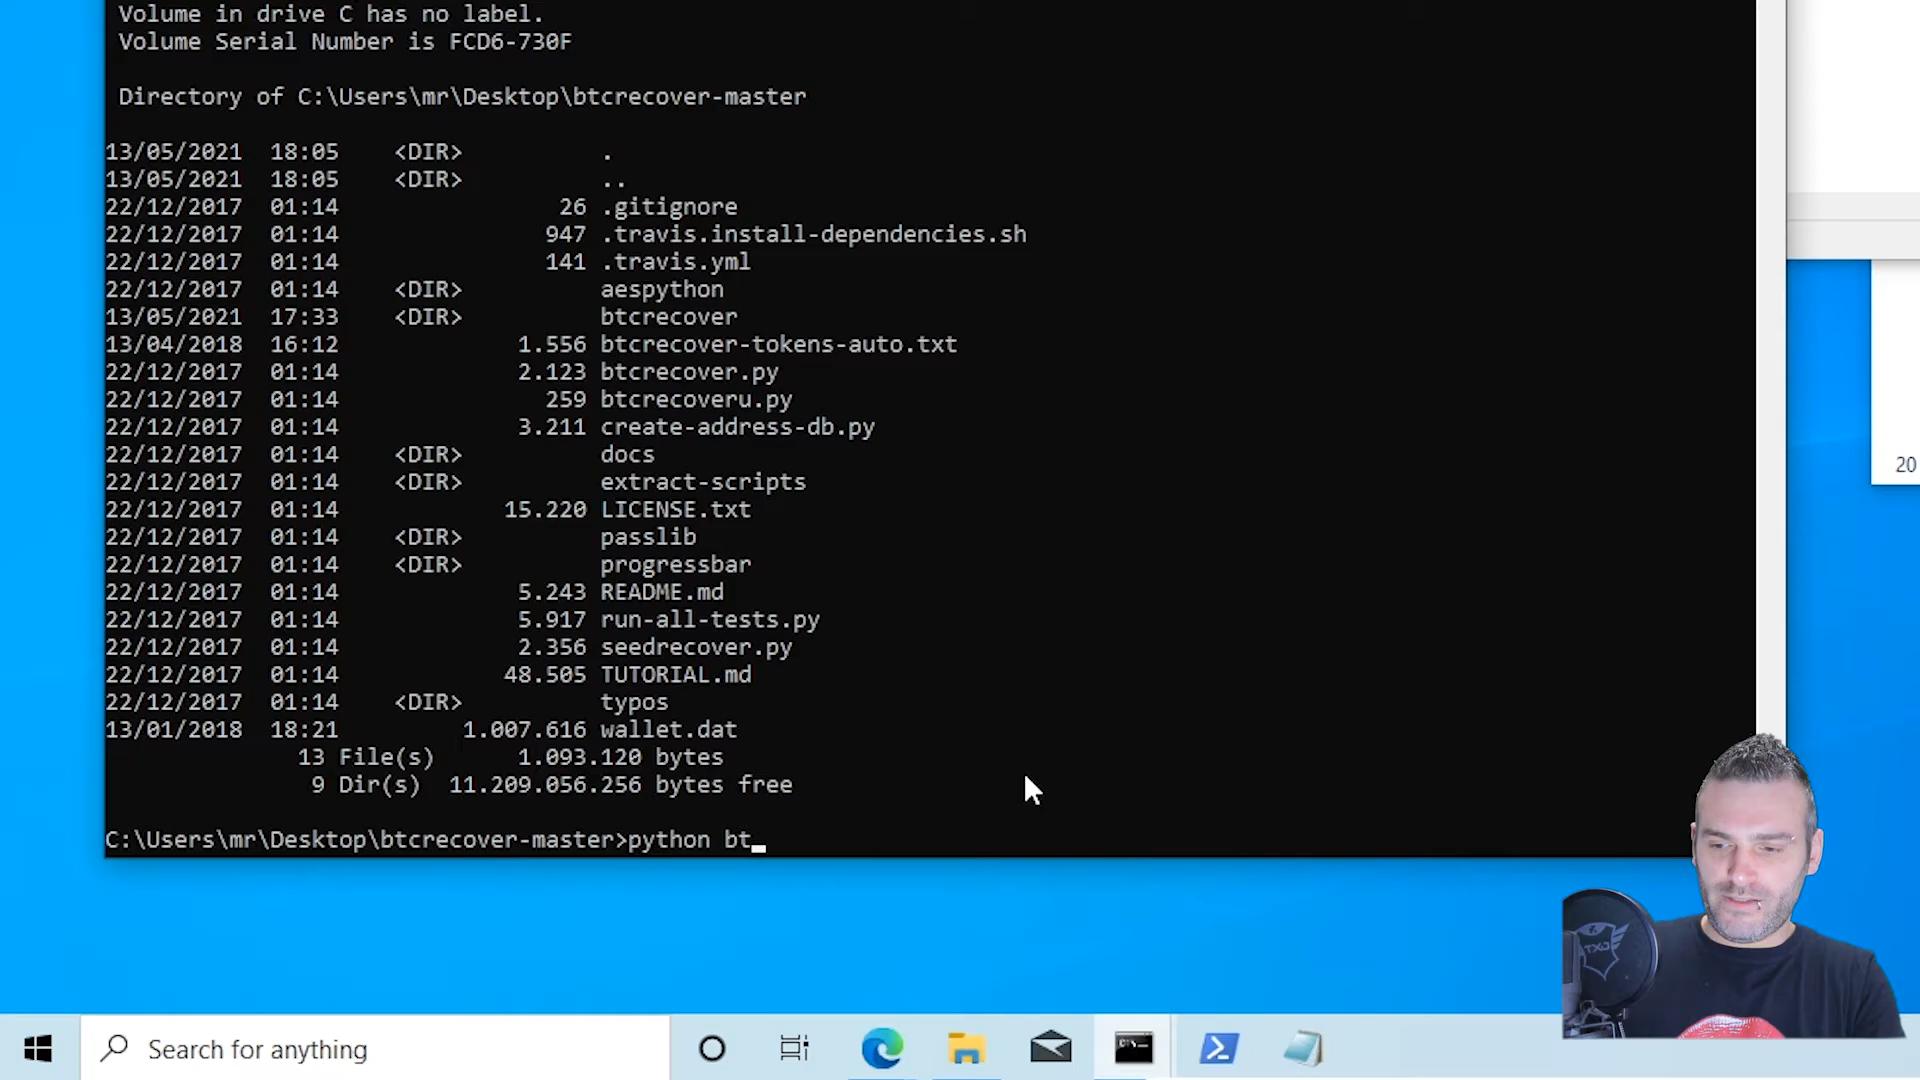 Volume in drive C has no label.
Volume Serial Number is FCD6-730F
Directory of C:\Users\mr\Desktop\btcrecover-master
13/05/2021 18:05 <DIR> .
13/05/2021 18:05 <DIR> ..
22/12/2017 01:14 26 .gitignore
22/12/2017 01:14 947 .travis.install-dependencies.sh
22/12/2017 01:14 141 .travis.yml
22/12/2017 01:14 <DIR> aespython
13/05/2021 17:33 <DIR> btcrecover
13/04/2018 16:12 1.556 btcrecover-tokens-auto.txt
22/12/2017 01:14 2.123 btcrecover.py
22/12/2017 01:14 259 btcrecoveru.py
22/12/2017 01:14 3.211 create-address-db.py
22/12/2017 01:14 <DIR> docs
22/12/2017 01:14 <DIR> extract-scripts
22/12/2017 01:14 15.220 LICENSE.txt
22/12/2017 01:14 <DIR> passlib
22/12/2017 01:14 <DIR> progressbar
22/12/2017 01:14 5.243 README.md
22/12/2017 01:14 5.917 run-all-tests.py
22/12/2017 01:14 2.356 seedrecover.py
22/12/2017 01:14 48.505 TUTORIAL.md
22/12/2017 01:14 <DIR> typos
13/01/2018 18:21 1.007.616 wallet.dat
13 File(s) 1.093.120 bytes
9 Dir(s) 11.209.056.256 bytes free
C:\Users\mr\Desktop\btcrecover-master>python bt_
20
Search for anything